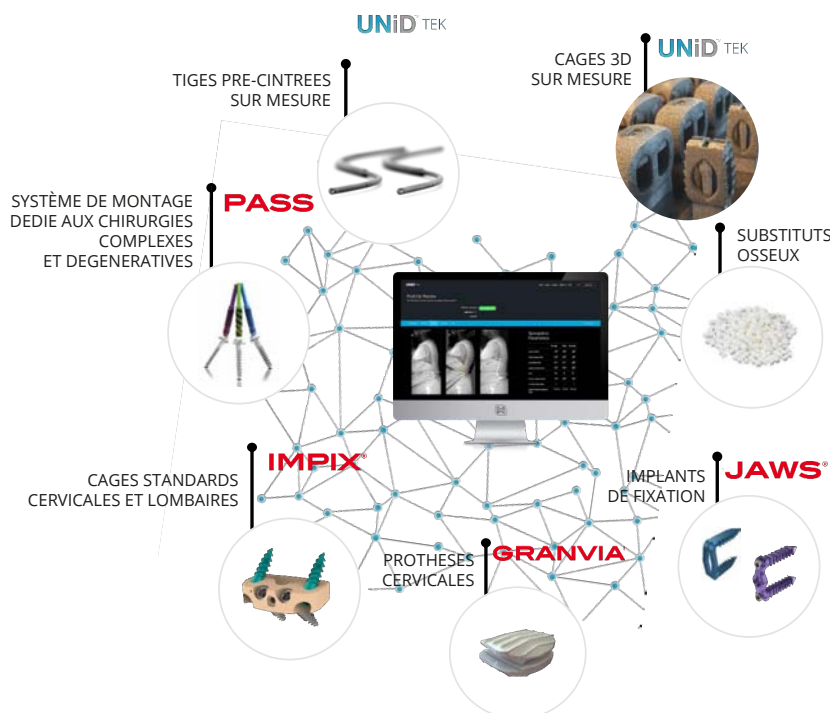 UNiD TEK
TIGES PRE-CINTREES
SUR MESURE
CAGES 3D
SUR MESURE
UNiD TEK
SYSTÈME DE MONTAGE
DEDIE AUX CHIRURGIES
COMPLEXES
ET DEGENERATIVES
PASS
SUBSTITUTS
OSSEUX
CAGES STANDARDS
CERVICALES ET LOMBAIRES
IMPIX®
IMPLANTS
DE FIXATION
JAWS®
PROTHESES
CERVICALES
GRANVIA